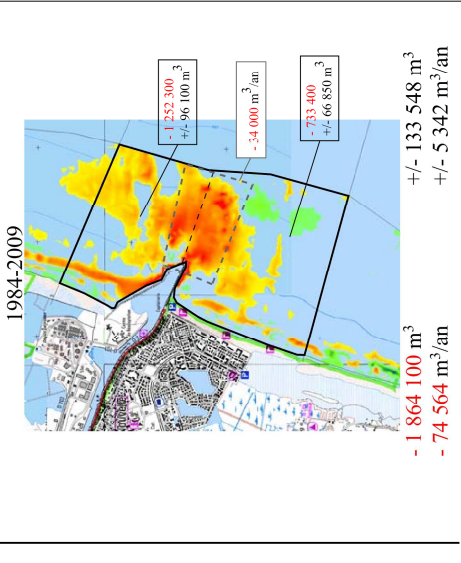 1984-2009
- 1 252 300
+/- 96 100 m³
- 34 000 m³/an
- 733 400
+/- 66 850 m³
- 1 864 100 m³
+/- 133 548 m³
- 74 564 m³/an
+/- 5 342 m³/an